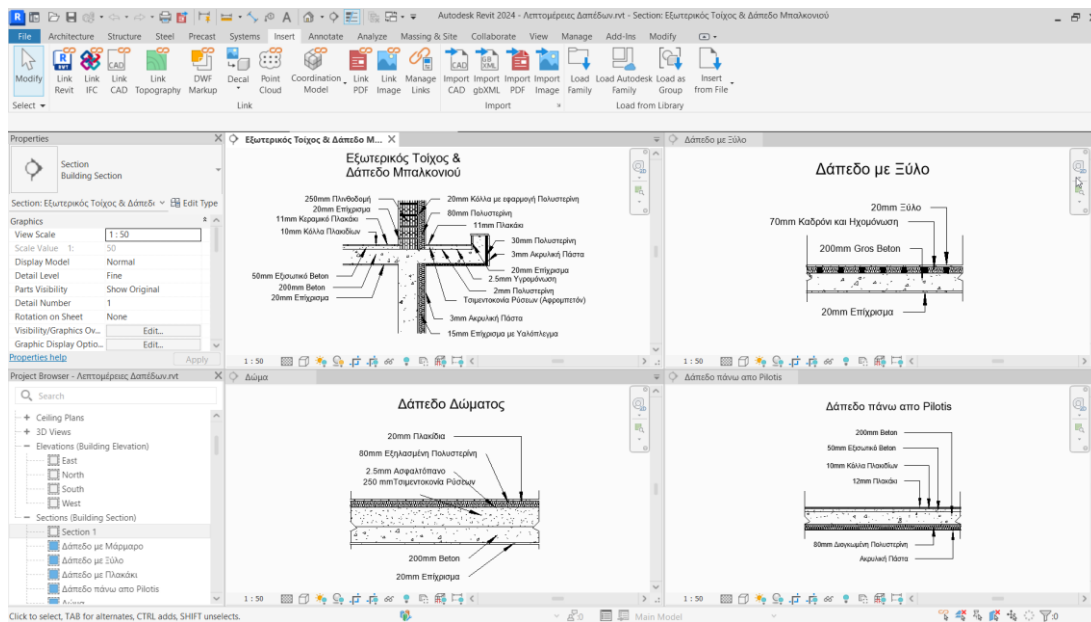 Autodesk Revit 2024 - Λεπτομέρειες Δαπέδων.rvt - Section: Εξωτερικός Τοίχος & Δάπεδο Μπαλκονιού
File Architecture Structure Steel Precast Systems Insert Annotate Analyze Massing & Site Collaborate View Manage Add-Ins Modify
Modify
Link Revit
Link IFC
Link CAD
Link Topography
DWF Markup
Decal
Point Cloud
Coordination Model
Link PDF
Link Image
Manage Links
Import CAD
Import gbXML
Import PDF
Import Image
Load Family
Load Autodesk Family
Load as Group
Insert from File
Select
Link
Import
Load from Library
Properties
Section
Building Section
Section: Εξωτερικός Τοίχος & Δάπεδι
Edit Type
Graphics
View Scale 1 : 50
Scale Value 1: 50
Display Model Normal
Detail Level Fine
Parts Visibility Show Original
Detail Number 1
Rotation on Sheet None
Visibility/Graphics Ov... Edit...
Graphic Display Optio... Edit...
Properties help Apply
Project Browser - Λεπτομέρειες Δαπέδων.rvt
Search
Ceiling Plans
3D Views
Elevations (Building Elevation)
East
North
South
West
Sections (Building Section)
Section 1
Δάπεδο με Μάρμαρο
Δάπεδο με Ξύλο
Δάπεδο με Πλακάκι
Δάπεδο πάνω απο Pilotis
Εξωτερικός Τοίχος & Δάπεδο Μ...
Εξωτερικός Τοίχος &
Δάπεδο Μπαλκονιού
250mm Πλινθοδομή
20mm Επίχρισμα
11mm Κεραμικό Πλακάκι
10mm Κόλλα Πλακιδίων
50mm Εξισωτικό Beton
200mm Beton
20mm Επίχρισμα
20mm Κόλλα με εφαρμογή Πολυστερίνη
80mm Πολυστερίνη
11mm Πλακάκι
30mm Πολυστερίνη
3mm Ακρυλική Πάστα
20mm Επίχρισμα
2.5mm Υγρομόνωση
2mm Πολυστερίνη
Τσιμεντοκονία Ρύσεων (Αφρομπετόν)
3mm Ακρυλική Πάστα
15mm Επίχρισμα με Υαλόπλεγμα
1 : 50
Δάπεδο με Ξύλο
Δάπεδο με Ξύλο
20mm Ξύλο
70mm Καδρόνι και Ηχομόνωση
200mm Gros Beton
20mm Επίχρισμα
1 : 50
Δώμα
Δάπεδο Δώματος
20mm Πλακίδια
80mm Εξηλασμένη Πολυστερίνη
2.5mm Ασφαλτόπανο
250 mmΤσιμεντοκονία Ρύσεων
200mm Beton
20mm Επίχρισμα
1 : 50
Δάπεδο πάνω απο Pilotis
Δάπεδο πάνω απο Pilotis
200mm Beton
50mm Εξισωτικό Beton
10mm Κόλλα Πλακιδίων
12mm Πλακάκι
80mm Διογκωμένη Πολυστερίνη
Ακρυλική Πάστα
1 : 50
Click to select, TAB for alternates, CTRL adds, SHIFT unselects.
:0
Main Model
:0